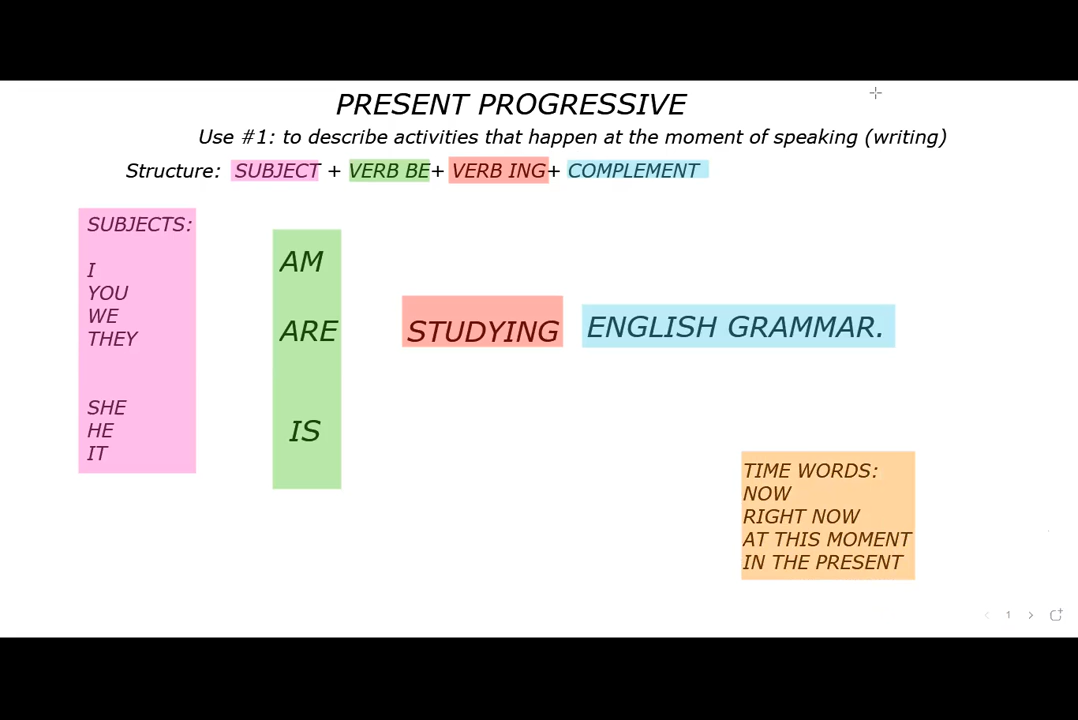 PRESENT PROGRESSIVE
Use #1: to describe activities that happen at the moment of speaking (writing)
Structure: SUBJECT + VERB BE+ VERB ING+ COMPLEMENT
SUBJECTS:
I
YOU
WE
THEY
SHE
HE
IT
AM
ARE
IS
STUDYING
ENGLISH GRAMMAR.
TIME WORDS:
NOW
RIGHT NOW
AT THIS MOMENT
IN THE PRESENT
1